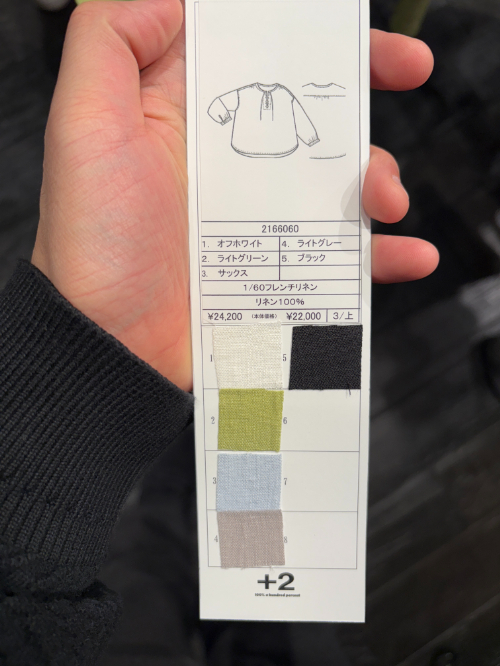 2166060
1. オフホワイト 4. ライトグレー
2. ライトグリーン 5. ブラック
3. サックス
1/60フレンチリネン
リネン100%
¥24,200 (本体価格) ¥22.000 3/上
1 5
2 6
3 7
4 8
+2